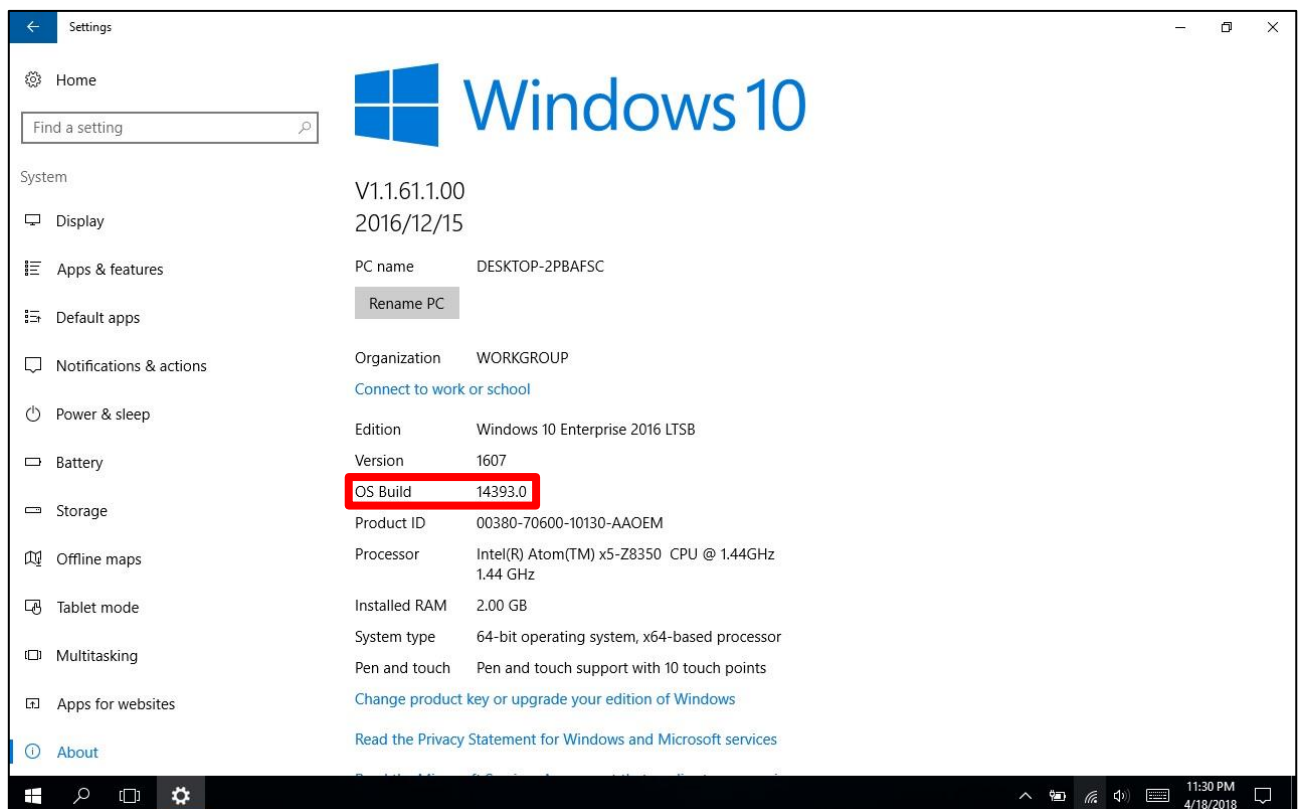 Settings
Home
Find a setting
System
Display
Apps & features
Default apps
Notifications & actions
Power & sleep
Battery
Storage
Offline maps
Tablet mode
Multitasking
Apps for websites
About
Windows 10
V1.1.61.1.00
2016/12/15
PC name DESKTOP-2PBAFSC
Rename PC
Organization WORKGROUP
Connect to work or school
Edition Windows 10 Enterprise 2016 LTSB
Version 1607
OS Build 14393.0
Product ID 00380-70600-10130-AAOEM
Processor Intel(R) Atom(TM) x5-Z8350 CPU @ 1.44GHz
1.44 GHz
Installed RAM 2.00 GB
System type 64-bit operating system, x64-based processor
Pen and touch Pen and touch support with 10 touch points
Change product key or upgrade your edition of Windows
Read the Privacy Statement for Windows and Microsoft services
11:30 PM
4/18/2018